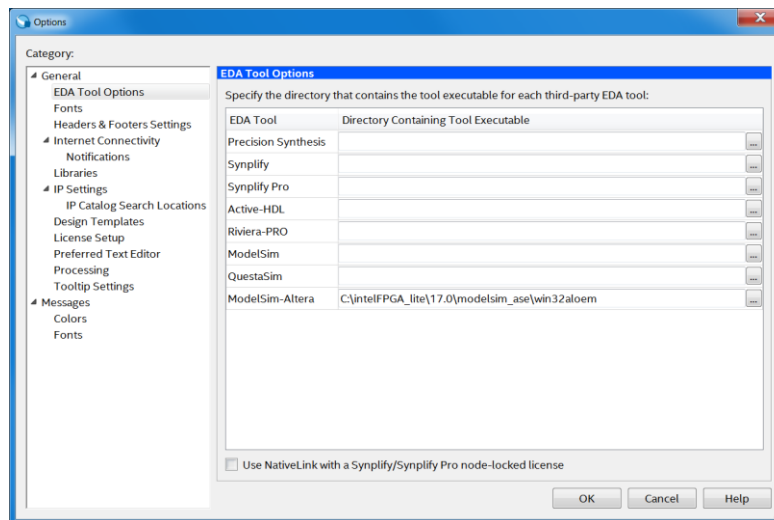 Options
Category:
General
EDA Tool Options
Fonts
Headers & Footers Settings
Internet Connectivity
Notifications
Libraries
IP Settings
IP Catalog Search Locations
Design Templates
License Setup
Preferred Text Editor
Processing
Tooltip Settings
Messages
Colors
Fonts
EDA Tool Options
Specify the directory that contains the tool executable for each third-party EDA tool:
EDA Tool Directory Containing Tool Executable
Precision Synthesis ...
Synplify ...
Synplify Pro ...
Active-HDL ...
Riviera-PRO ...
ModelSim ...
QuestaSim ...
ModelSim-Altera C:\intelFPGA_lite\17.0\modelsim_ase\win32aloem ...
Use NativeLink with a Synplify/Synplify Pro node-locked license
OK Cancel Help